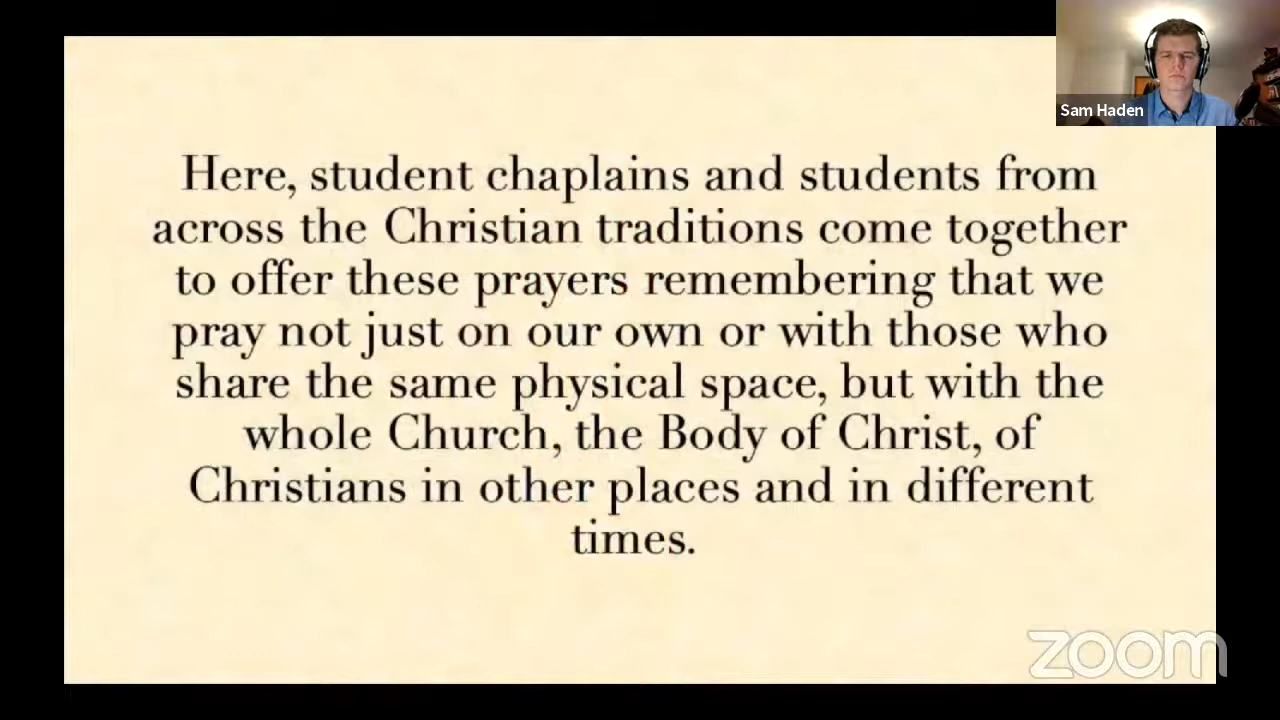 Sam Haden
Here, student chaplains and students from
across the Christian traditions come together
to offer these prayers remembering that we
pray not just on our own or with those who
share the same physical space, but with the
whole Church, the Body of Christ, of
Christians in other places and in different
times.
zoom